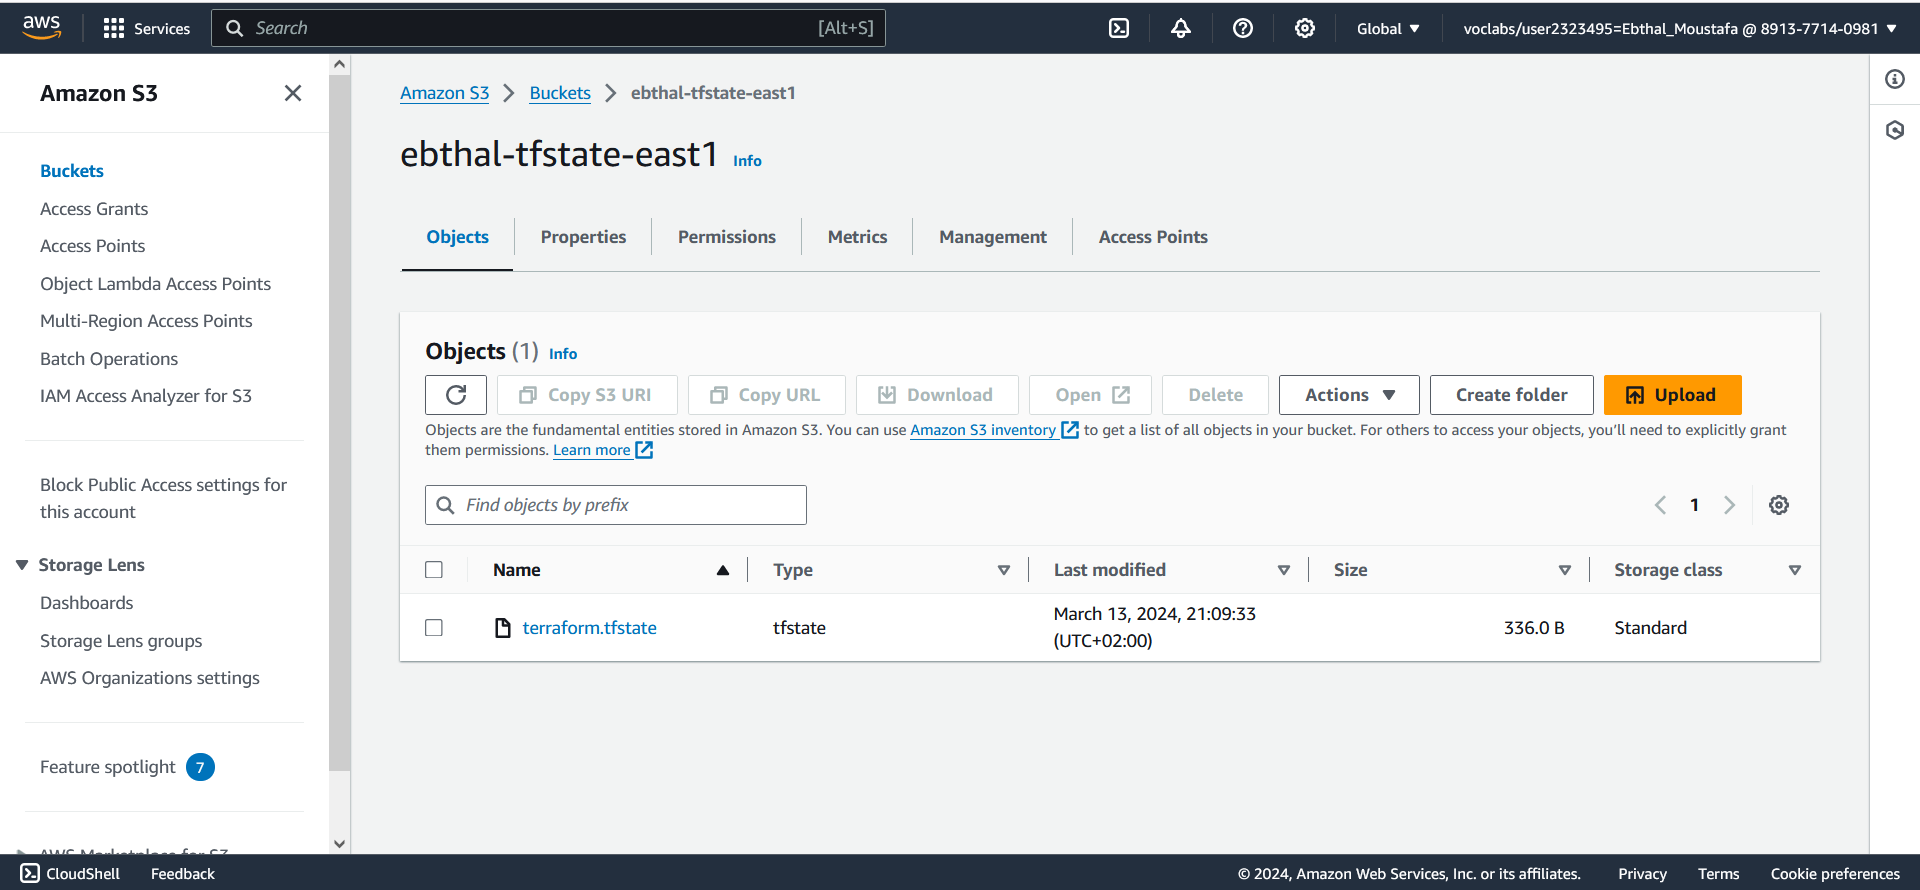 aws
Services
Search
[Alt+S]
Global
voclabs/user2323495=Ebthal_Moustafa @ 8913-7714-0981
Amazon S3
Buckets
Access Grants
Access Points
Object Lambda Access Points
Multi-Region Access Points
Batch Operations
IAM Access Analyzer for S3
Block Public Access settings for
this account
Storage Lens
Dashboards
Storage Lens groups
AWS Organizations settings
Feature spotlight 7
AWS Marketplace for S3
Amazon S3 > Buckets > ebthal-tfstate-east1
ebthal-tfstate-east1 Info
Objects
Properties
Permissions
Metrics
Management
Access Points
Objects (1) Info
Copy S3 URI
Copy URL
Download
Open
Delete
Actions
Create folder
Upload
Objects are the fundamental entities stored in Amazon S3. You can use Amazon S3 inventory to get a list of all objects in your bucket. For others to access your objects, you’ll need to explicitly grant
them permissions. Learn more
Find objects by prefix
1
Name
Type
Last modified
Size
Storage class
terraform.tfstate
tfstate
March 13, 2024, 21:09:33
(UTC+02:00)
336.0 B
Standard
CloudShell
Feedback
© 2024, Amazon Web Services, Inc. or its affiliates.
Privacy
Terms
Cookie preferences